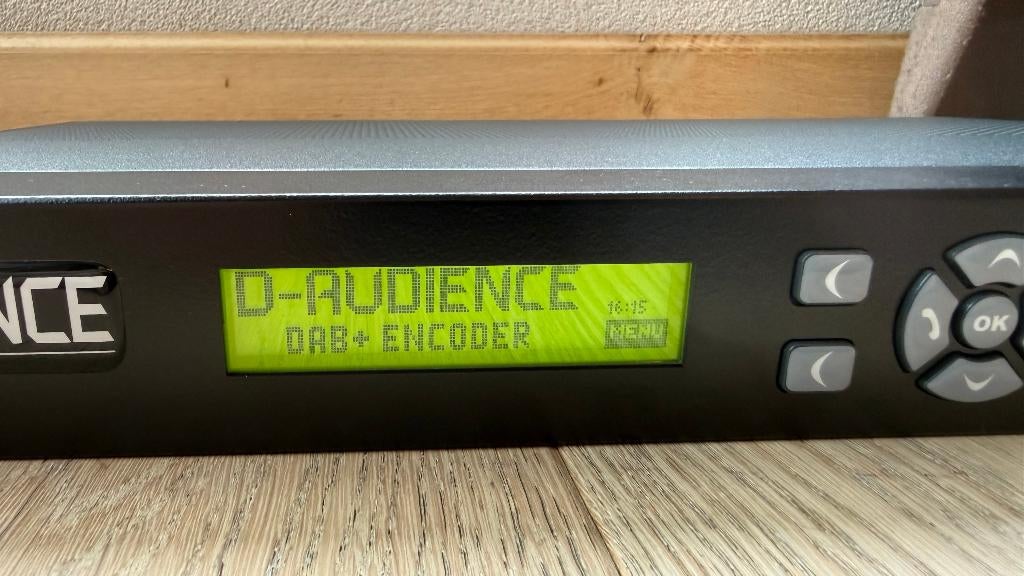 NCE
D-AUDIENCE
DAB+ ENCODER
16:15
MENU
OK